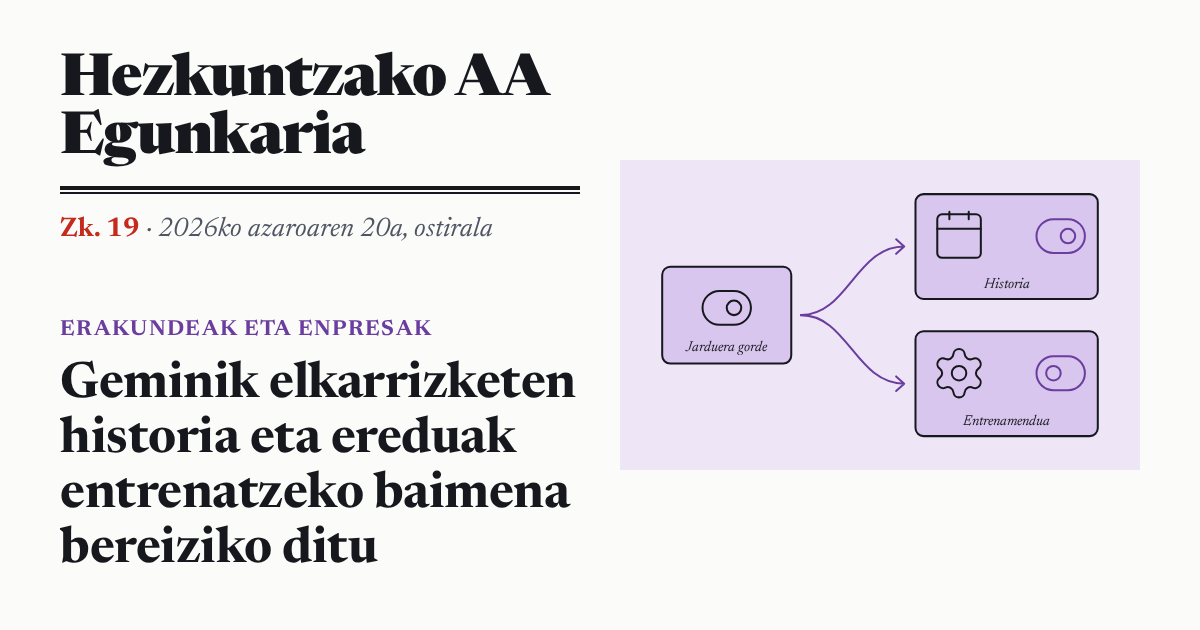 Hezkuntzako AA
Egunkaria
Zk. 19 · 2026ko azaroaren 20a, ostirala
ERAKUNDEAK ETA ENPRESAK
Geminik elkarrizketen
historia eta ereduak
entrenatzeko baimena
bereiziko ditu
Jarduera gorde
Historia
Entrenamendua